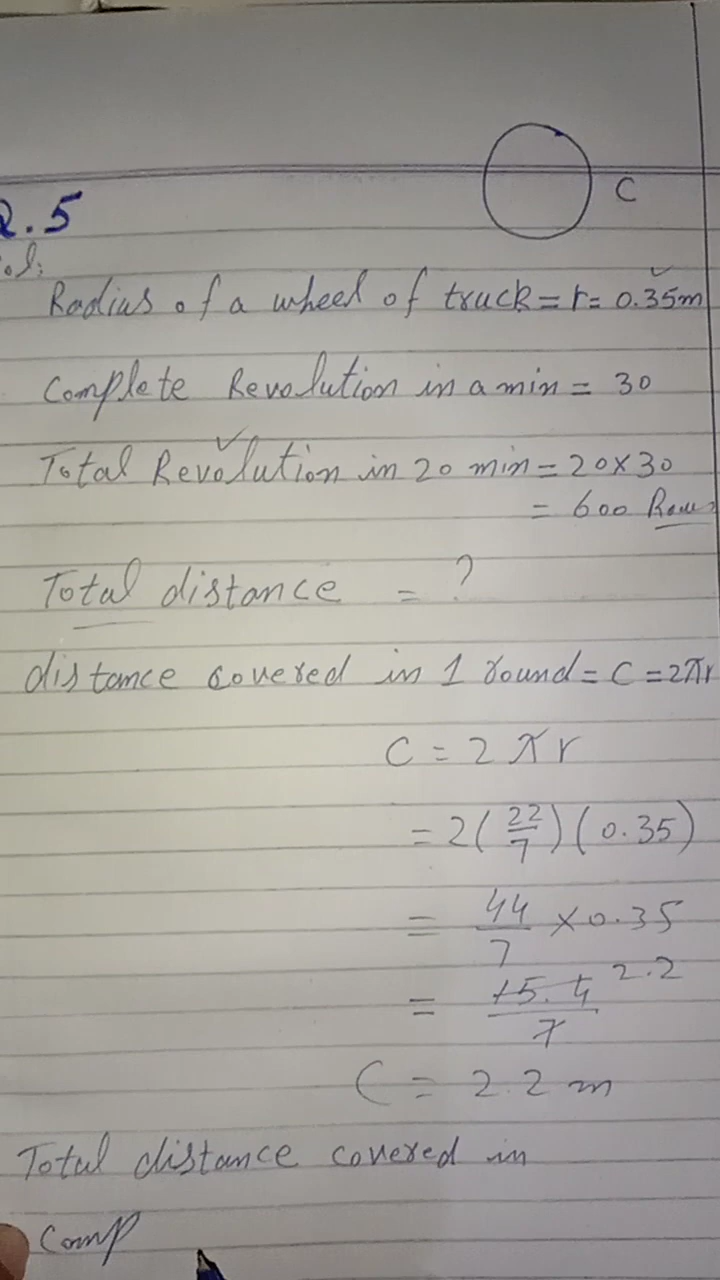 C
Q.5
Sol:
Radius of a wheel of truck = r = 0.35m
Complete Revolution in a min = 30
Total Revolution in 20 min = 20×30
= 600
Total distance = ?
distance covered in 1 round = C = 2πr
C = 2πr
= 2(22/7)(0.35)
= 44/7 × 0.35
= 15.4/7 2.2
C = 2.2 m
Total distance covered in
Comp